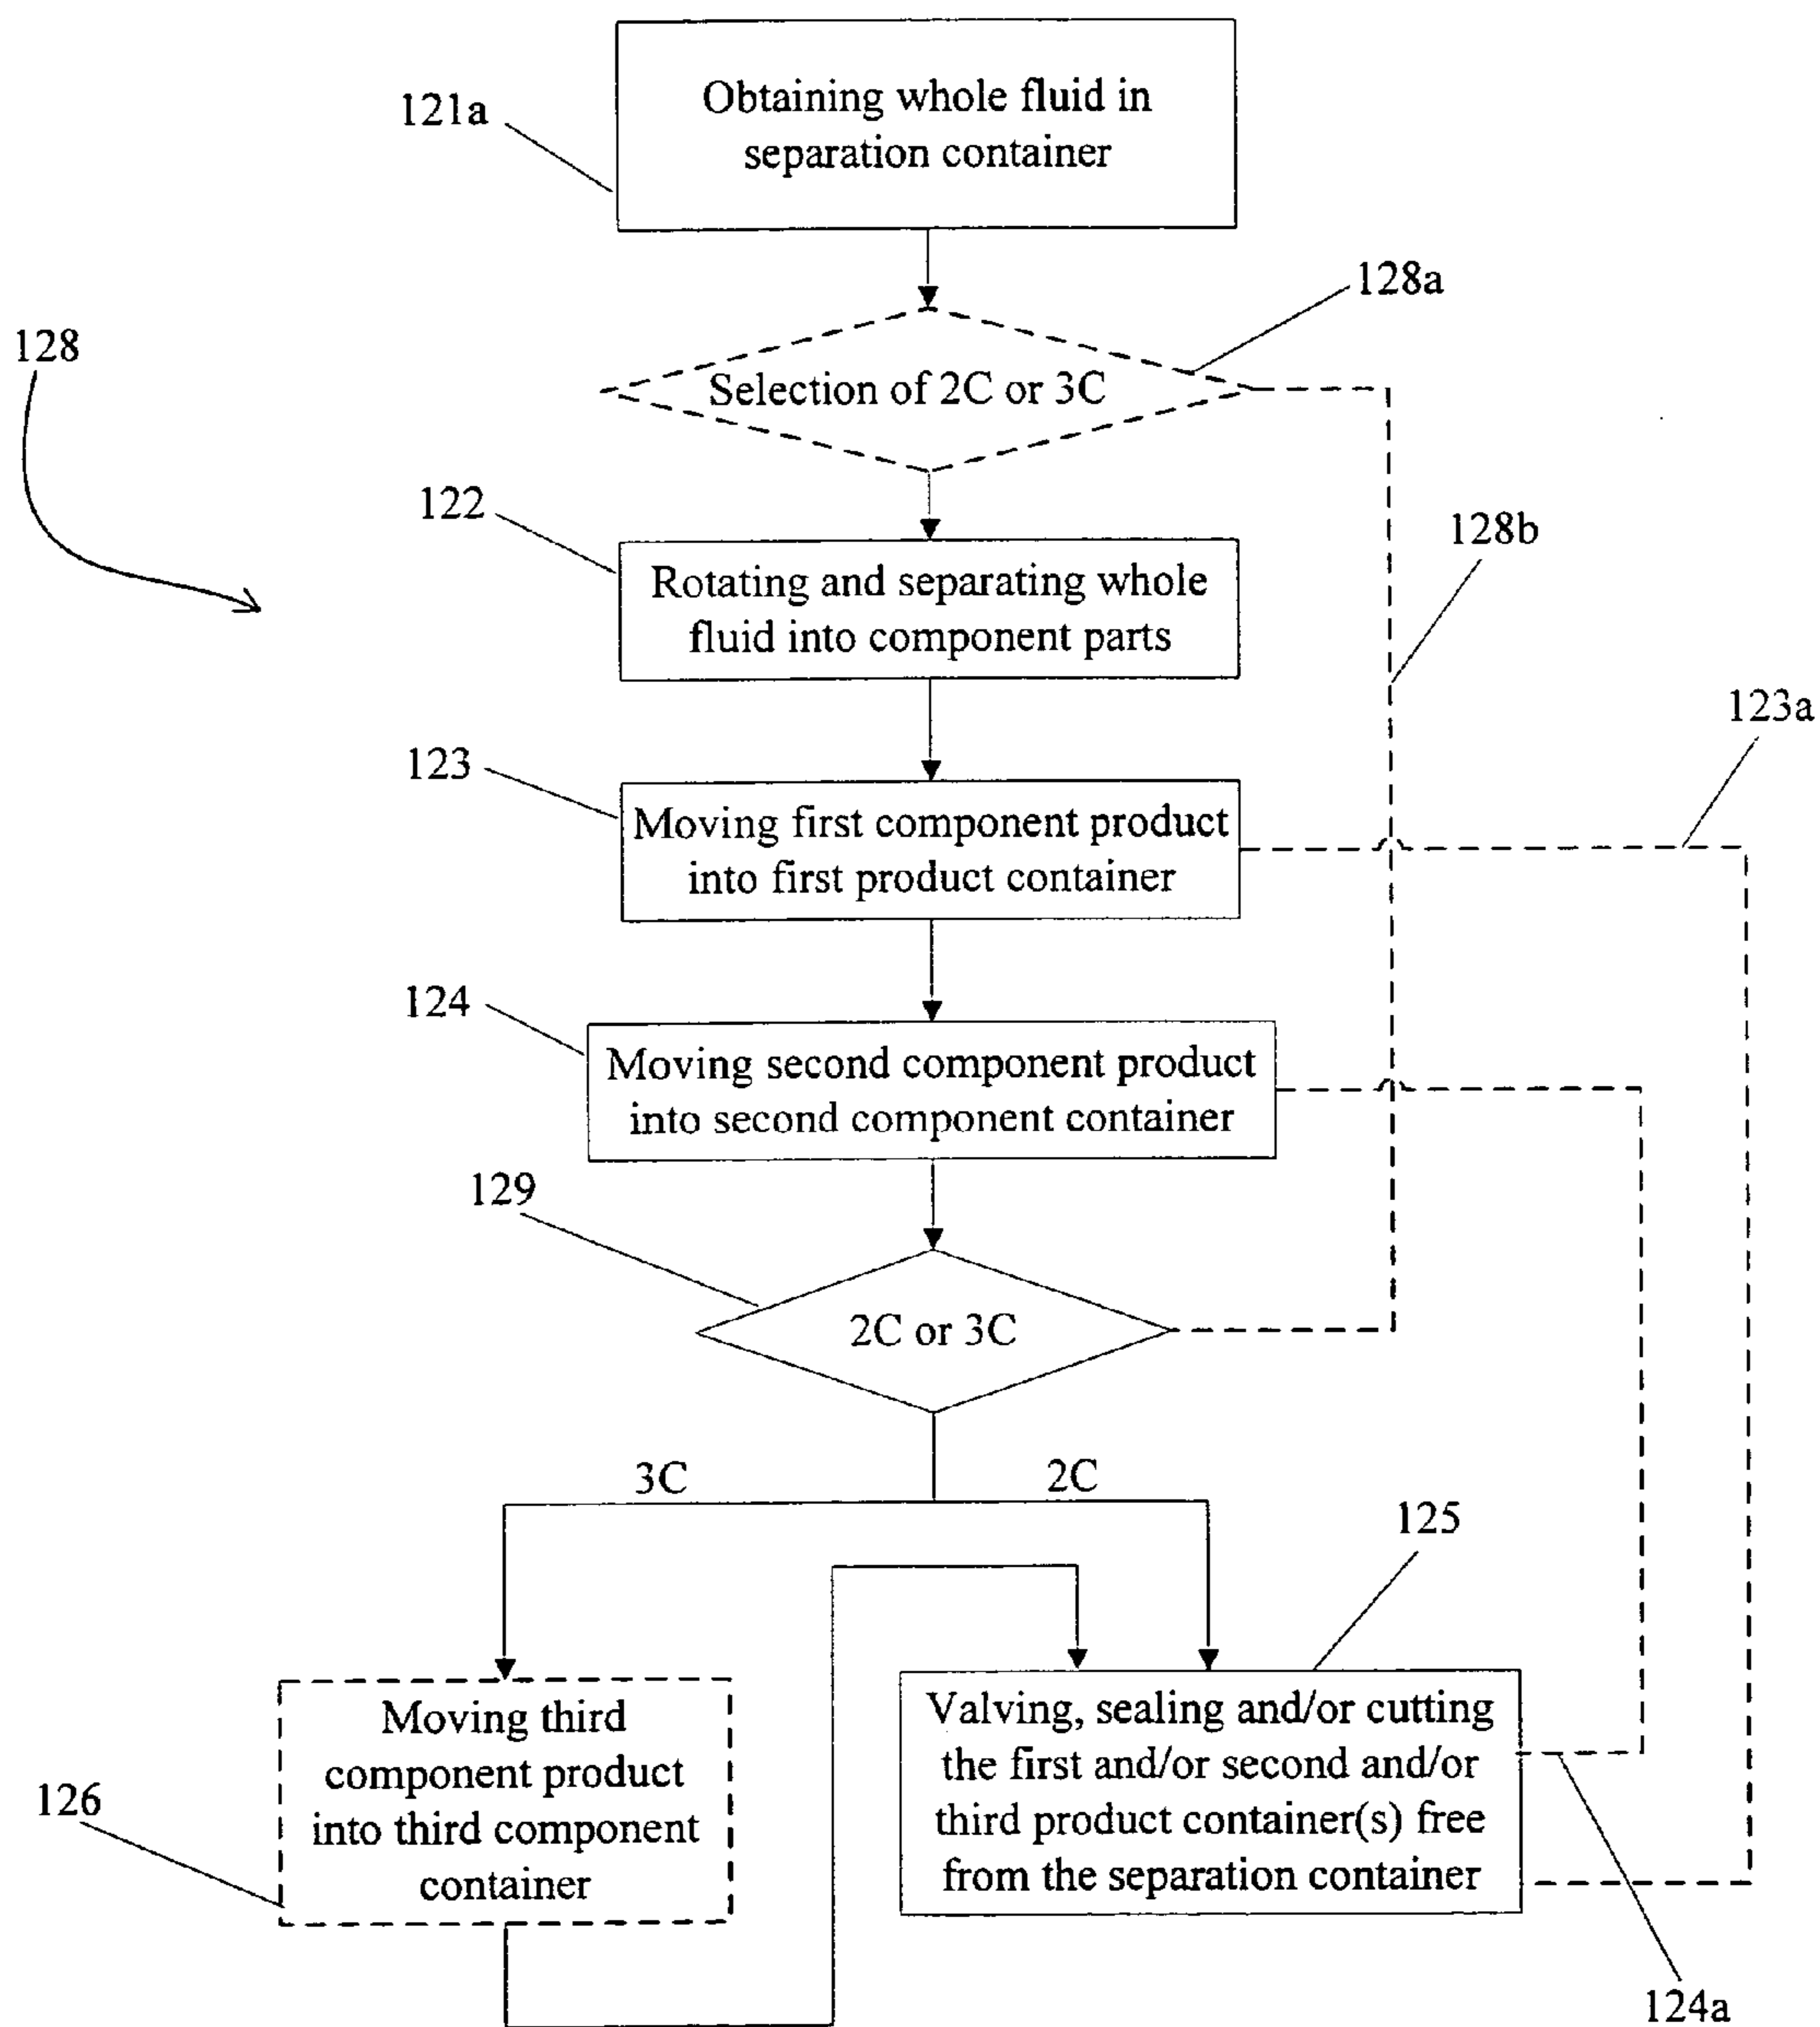 121a
Obtaining whole fluid in
separation container
128a
128
Selection of 2C or 3C
122
128b
Rotating and separating whole
fluid into component parts
123a
123
Moving first component product
into first product container
124
Moving second component product
into second component container
129
2C or 3C
3C
2C
125
Moving third
component product
into third component
container
126
Valving, sealing and/or cutting
the first and/or second and/or
third product container(s) free
from the separation container
124a